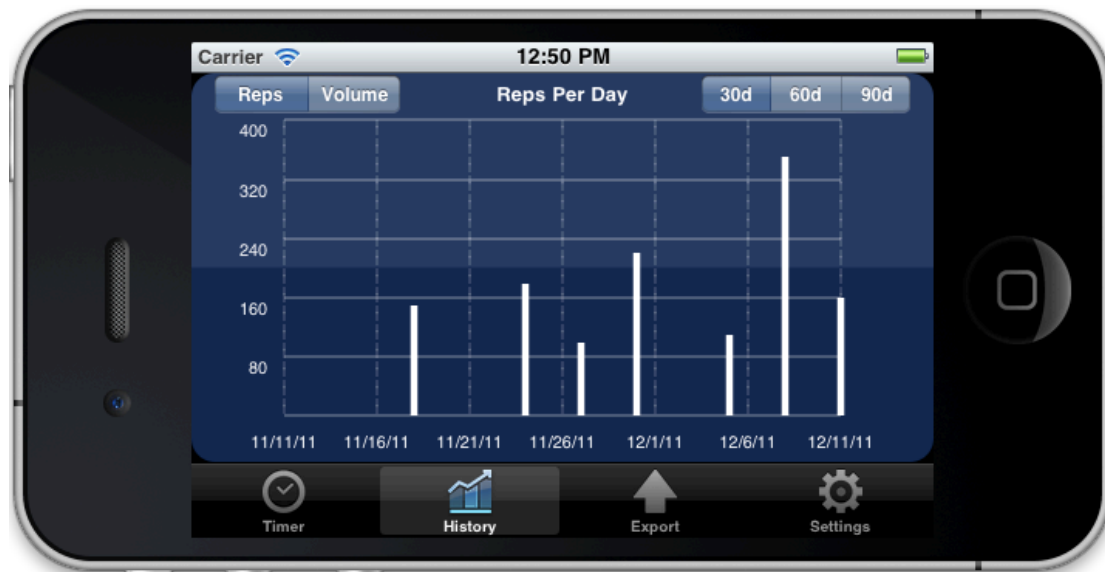 Carrier 12:50 PM
Reps Volume Reps Per Day 30d 60d 90d
400
320
240
160
80
11/11/11 11/16/11 11/21/11 11/26/11 12/1/11 12/6/11 12/11/11
Timer History Export Settings